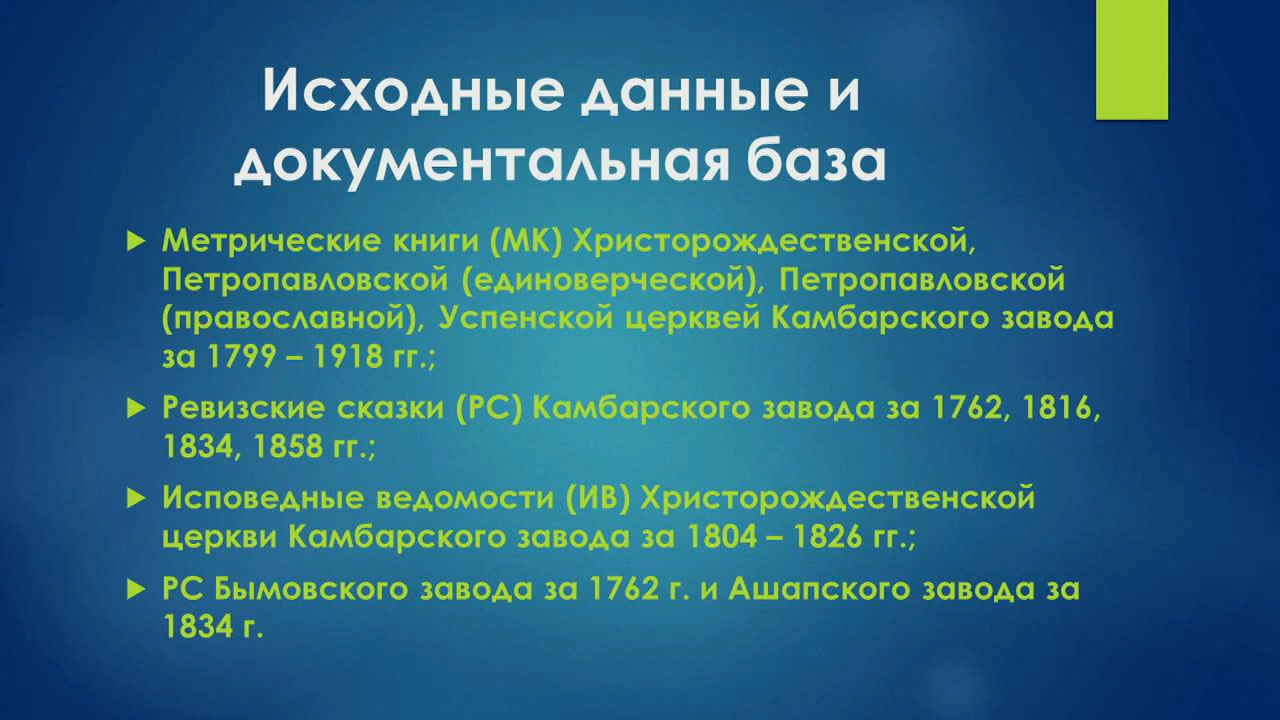 Исходные данные и
документальная база
Метрические книги (МК) Христорождественской,
Петропавловской (единоверческой), Петропавловской
(православной), Успенской церквей Камбарского завода
за 1799 – 1918 гг.;
Ревизские сказки (РС) Камбарского завода за 1762, 1816,
1834, 1858 гг.;
Исповедные ведомости (ИВ) Христорождественской
церкви Камбарского завода за 1804 – 1826 гг.;
РС Бымовского завода за 1762 г. и Ашапского завода за
1834 г.